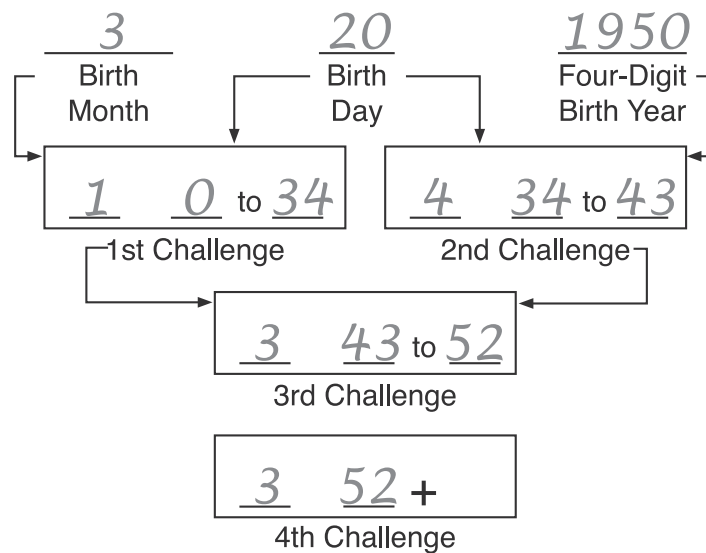 3 20 1950
Birth Birth Four-Digit
Month Day Birth Year
1 0 to 34 4 34 to 43
1st Challenge 2nd Challenge
3 43 to 52
3rd Challenge
3 52 +
4th Challenge